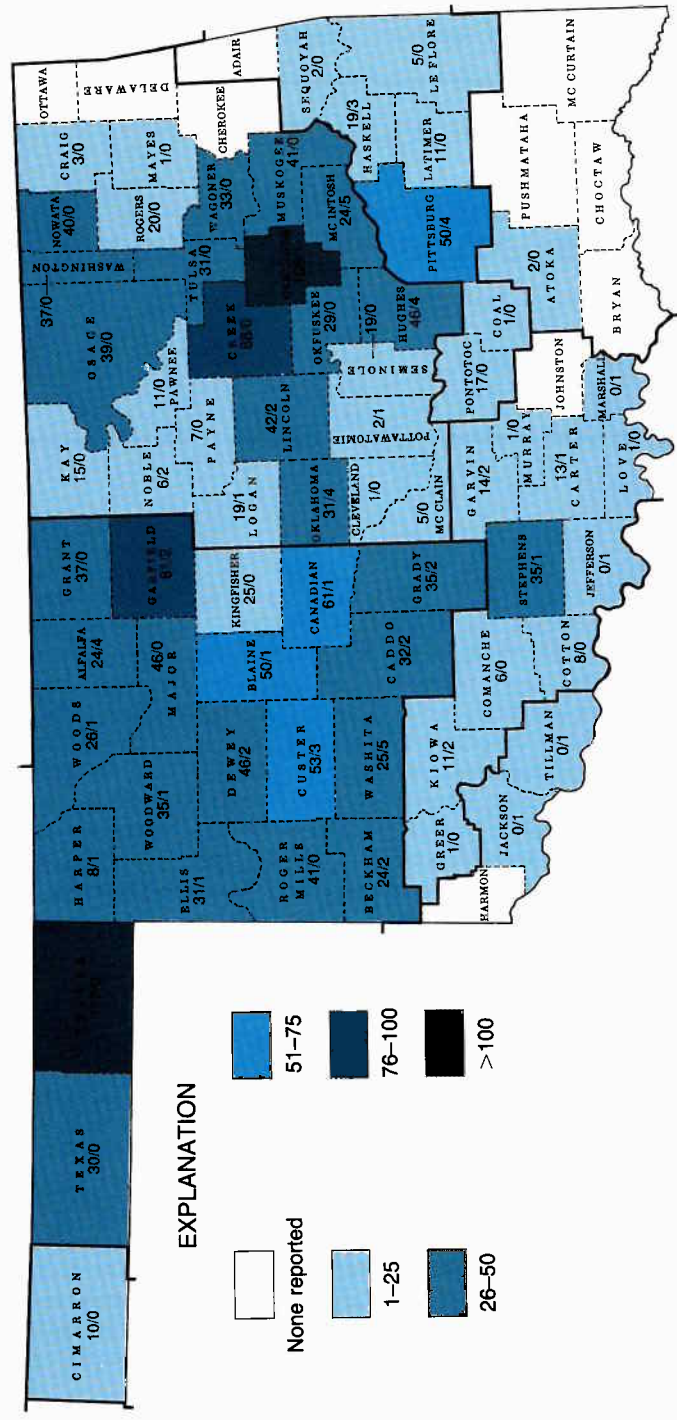 CIMARRON
10/0
TEXAS
30/0
HARPER
8/1
WOODS
26/1
ALFALFA
24/4
GRANT
37/0
KAY
15/0
OSAGE
39/0
37/0
WASHINGTON
NOWATA
40/0
CRAIG
3/0
OTTAWA
ELLIS
31/1
WOODWARD
35/1
46/0
MAJOR
GARFIELD
NOBLE
6/2
11/0
PAWNEE
ROGERS
20/0
MAYES
1/0
DELAWARE
ROGER
MILLS
41/0
DEWEY
46/2
BLAINE
50/1
KINGFISHER
25/0
19/1
LOGAN
7/0
PAYNE
CREEK
TULSA
31/0
WAGONER
33/0
CHEROKEE
ADAIR
CUSTER
53/3
CANADIAN
61/1
OKLAHOMA
31/4
42/2
LINCOLN
OKFUSKEE
29/0
MUSKOGEE
41/0
MC INTOSH
24/5
SEQUOYAH
2/0
BECKHAM
24/2
WASHITA
25/5
CADDO
32/2
GRADY
35/2
CLEVELAND
1/0
5/0
MC CLAIN
2/1
POTTAWATOMIE
19/0
SEMINOLE
HUGHES
46/4
PITTSBURG
50/4
19/3
HASKELL
LATIMER
11/0
5/0
LE FLORE
HARMON
GREER
1/0
KIOWA
11/2
COMANCHE
6/0
STEPHENS
35/1
GARVIN
14/2
PONTOTOC
17/0
COAL
1/0
2/0
ATOKA
PUSHMATAHA
MC CURTAIN
JACKSON
0/1
TILLMAN
0/1
COTTON
8/0
JEFFERSON
0/1
1/0
MURRAY
13/1
CARTER
JOHNSTON
LOVE
1/0
MARSHALL
0/1
BRYAN
CHOCTAW
EXPLANATION
None reported
1–25
26–50
51–75
76–100
>100